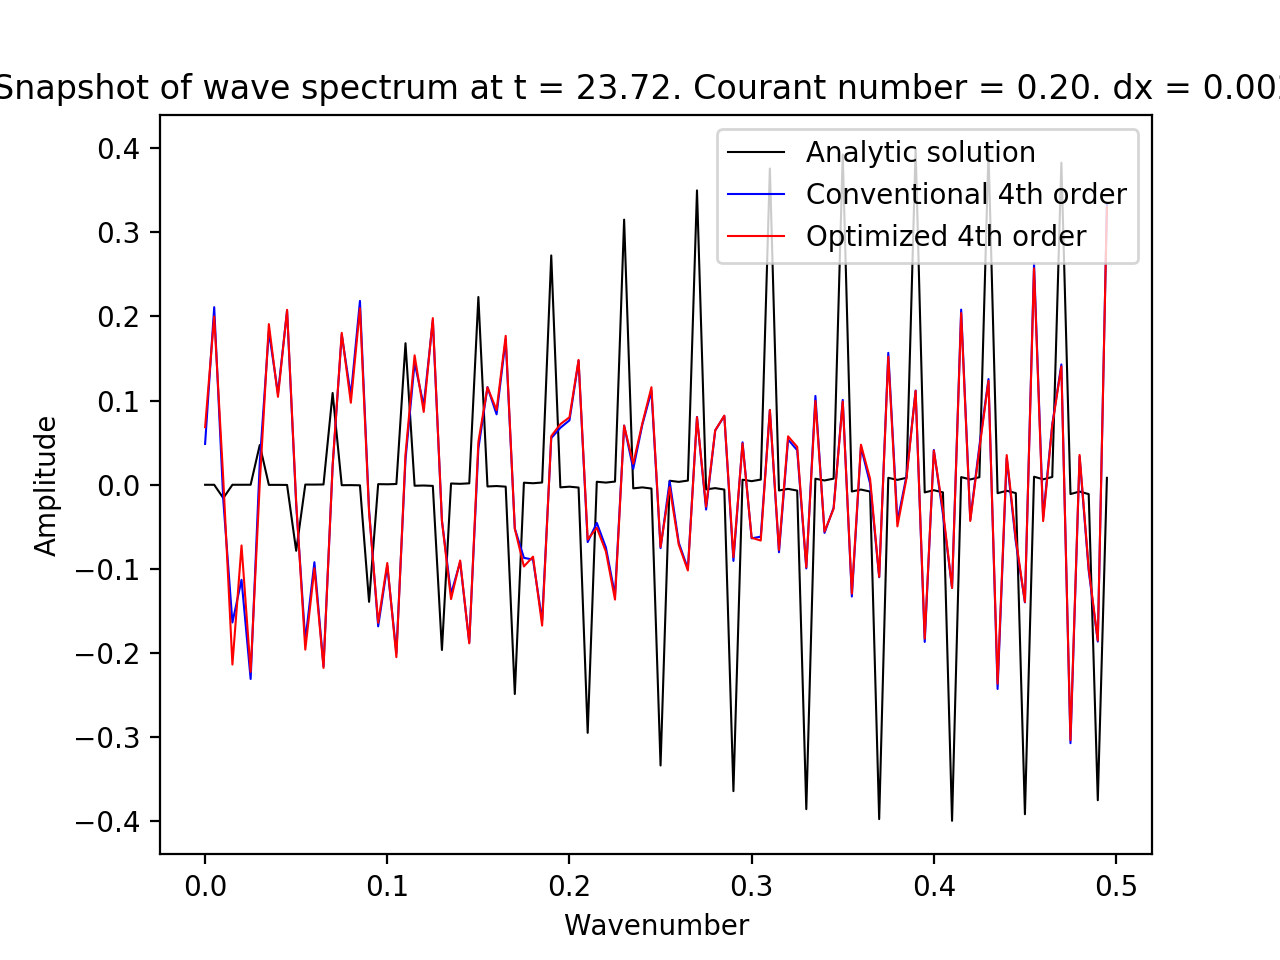 Snapshot of wave spectrum at t = 23.72. Courant number = 0.20. dx = 0.00
Analytic solution
Conventional 4th order
Optimized 4th order
0.4
0.3
0.2
0.1
0.0
−0.1
−0.2
−0.3
−0.4
Amplitude
0.0 0.1 0.2 0.3 0.4 0.5
Wavenumber